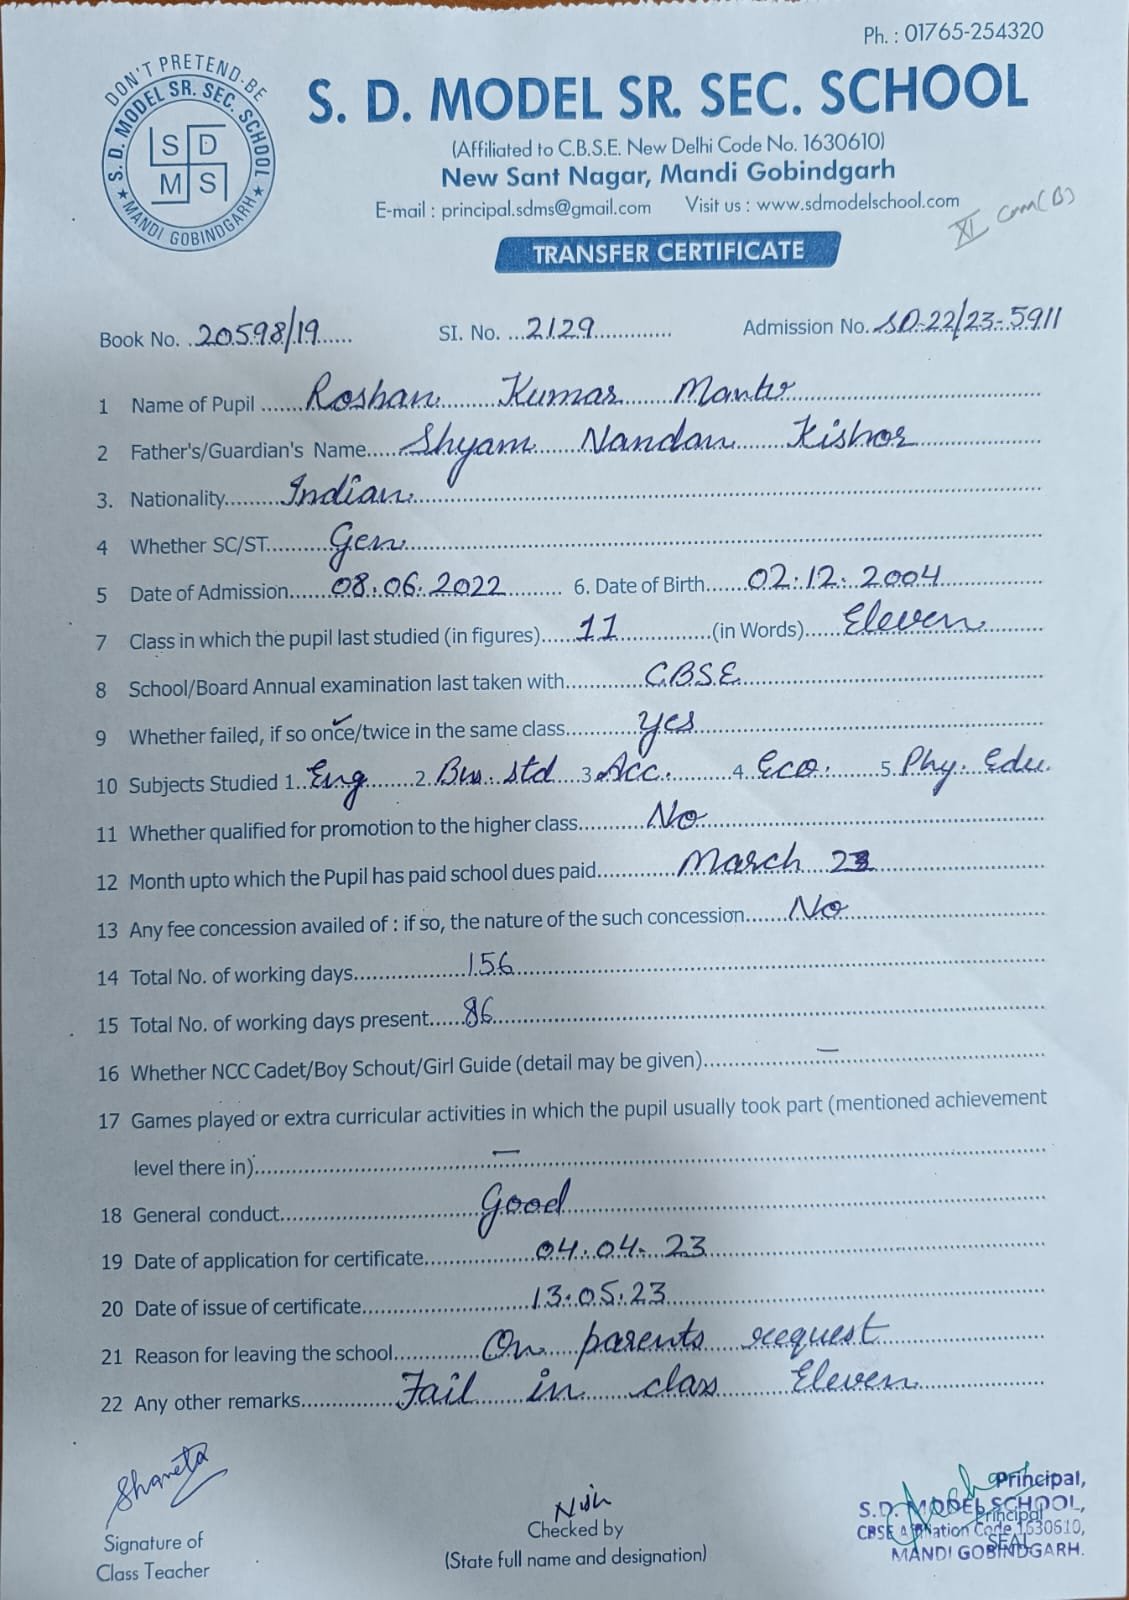 Ph. : 01765-254320
DON'T PRETEND-BE
S. D. MODEL SR. SEC. SCHOOL
★ MANDI GOBINDGARH ★
S D
M S
S. D. MODEL SR. SEC. SCHOOL
(Affiliated to C.B.S.E. New Delhi Code No. 1630610)
New Sant Nagar, Mandi Gobindgarh
E-mail : principal.sdms@gmail.com Visit us : www.sdmodelschool.com
XI Com(B)
TRANSFER CERTIFICATE
Book No. 20598/19 SI. No. 2129 Admission No. SD-22/23-5911
1 Name of Pupil Roshan Kumar
2 Father's/Guardian's Name Shyam Nandan Kishor
3. Nationality Indian
4 Whether SC/ST Gen
5 Date of Admission 08.06.2022 6. Date of Birth 02.12.2004
7 Class in which the pupil last studied (in figures) 11 (in Words) Eleven
8 School/Board Annual examination last taken with C.B.S.E.
9 Whether failed, if so once/twice in the same class Yes
10 Subjects Studied 1. Eng 2. Bus. Std 3. Acc. 4. Eco. 5. Phy. Edu.
11 Whether qualified for promotion to the higher class No
12 Month upto which the Pupil has paid school dues paid March 23
13 Any fee concession availed of : if so, the nature of the such concession No
14 Total No. of working days 156
15 Total No. of working days present 86
16 Whether NCC Cadet/Boy Schout/Girl Guide (detail may be given) —
17 Games played or extra curricular activities in which the pupil usually took part (mentioned achievement
level there in) —
18 General conduct Good
19 Date of application for certificate 04.04.23
20 Date of issue of certificate 13.05.23
21 Reason for leaving the school On parents request
22 Any other remarks Fail in class Eleven
Signature of
Class Teacher
Checked by
(State full name and designation)
Principal,
S.D. MODEL SCHOOL,
Principal
CBSE Affiliation Code 1630610,
SEAL
MANDI GOBINDGARH.